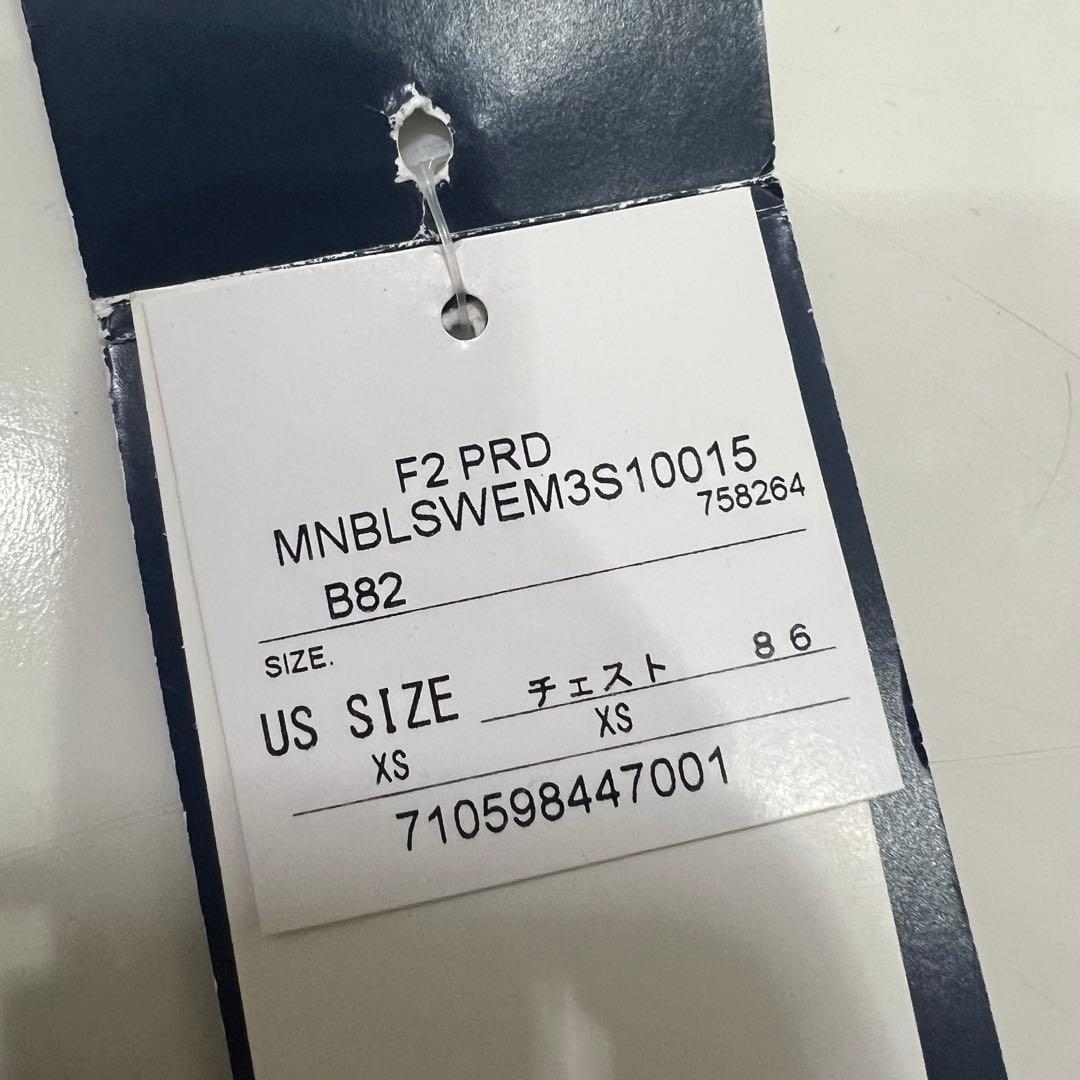 F2 PRD
MNBLSWEM3S10015
758264
B82
SIZE.
US SIZE チェスト 86
XS XS
710598447001